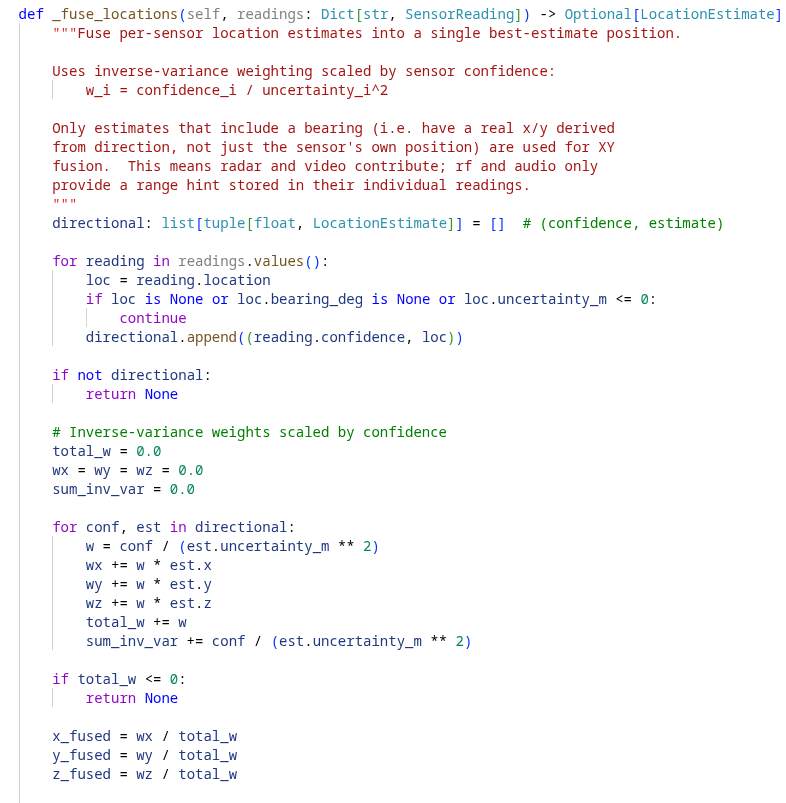 def _fuse_locations(self, readings: Dict[str, SensorReading]) -> Optional[LocationEstimate]
    """Fuse per-sensor location estimates into a single best-estimate position.

    Uses inverse-variance weighting scaled by sensor confidence:
        w_i = confidence_i / uncertainty_i^2

    Only estimates that include a bearing (i.e. have a real x/y derived
    from direction, not just the sensor's own position) are used for XY
    fusion.  This means radar and video contribute; rf and audio only
    provide a range hint stored in their individual readings.
    """
    directional: list[tuple[float, LocationEstimate]] = []  # (confidence, estimate)

    for reading in readings.values():
        loc = reading.location
        if loc is None or loc.bearing_deg is None or loc.uncertainty_m <= 0:
            continue
        directional.append((reading.confidence, loc))

    if not directional:
        return None

    # Inverse-variance weights scaled by confidence
    total_w = 0.0
    wx = wy = wz = 0.0
    sum_inv_var = 0.0

    for conf, est in directional:
        w = conf / (est.uncertainty_m ** 2)
        wx += w * est.x
        wy += w * est.y
        wz += w * est.z
        total_w += w
        sum_inv_var += conf / (est.uncertainty_m ** 2)

    if total_w <= 0:
        return None

    x_fused = wx / total_w
    y_fused = wy / total_w
    z_fused = wz / total_w